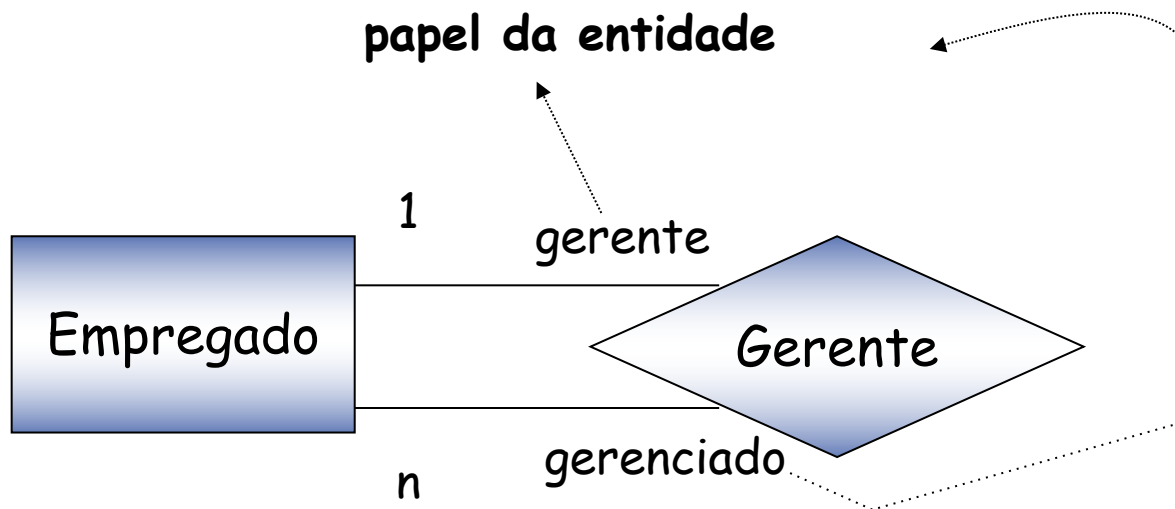 papel da entidade
1
gerente
Empregado
Gerente
gerenciado
n